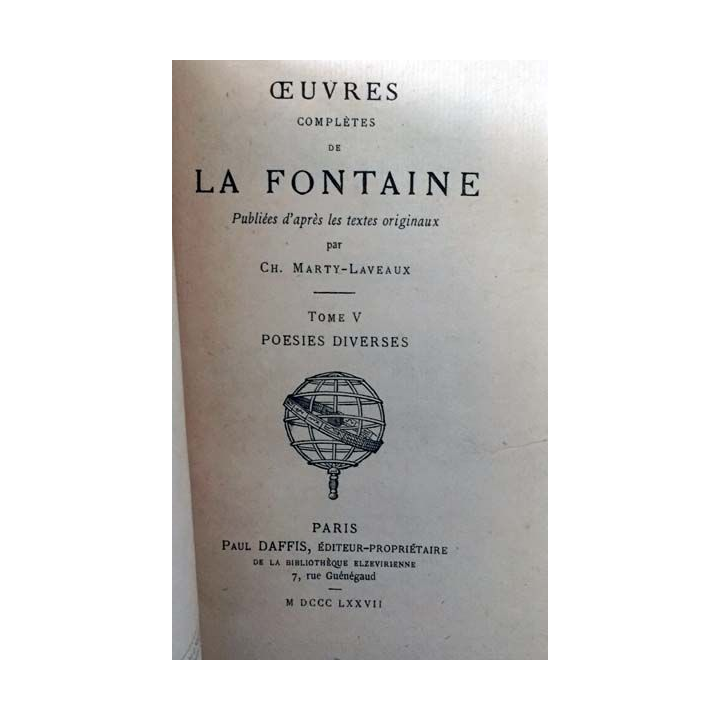 ŒUVRES
COMPLÈTES
DE
LA FONTAINE
Publiées d'après les textes originaux
par
CH. MARTY-LAVEAUX
TOME V
POESIES DIVERSES
PARIS
PAUL DAFFIS, ÉDITEUR-PROPRIÉTAIRE
DE LA BIBLIOTHÈQUE ELZEVIRIENNE
7, rue Guénégaud
M DCCC LXXVII